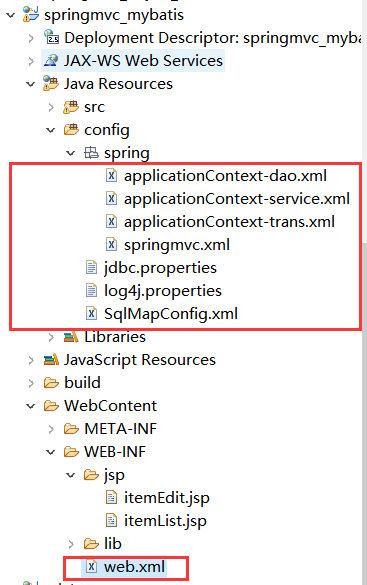 springmvc_mybatis
Deployment Descriptor: springmvc_mybat
JAX-WS Web Services
Java Resources
src
config
spring
applicationContext-dao.xml
applicationContext-service.xml
applicationContext-trans.xml
springmvc.xml
jdbc.properties
log4j.properties
SqlMapConfig.xml
Libraries
JavaScript Resources
build
WebContent
META-INF
WEB-INF
jsp
itemEdit.jsp
itemList.jsp
lib
web.xml